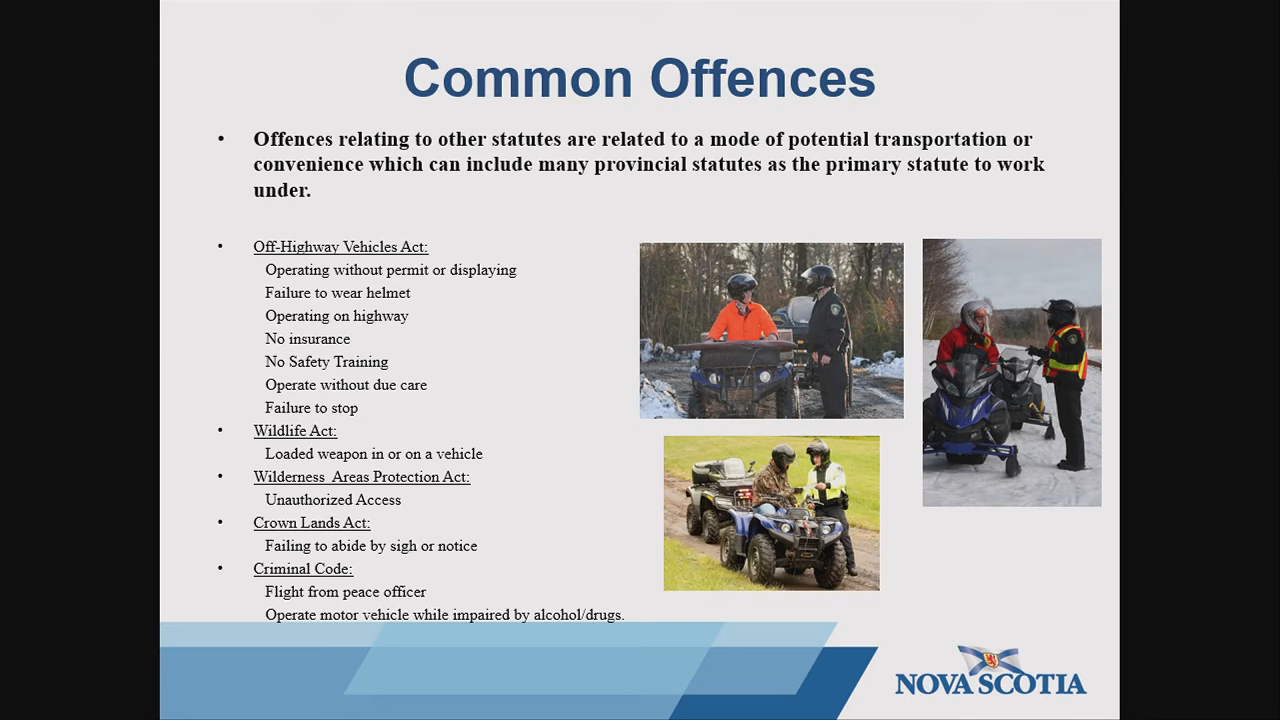 Common Offences
• Offences relating to other statutes are related to a mode of potential transportation or
convenience which can include many provincial statutes as the primary statute to work
under.
• Off-Highway Vehicles Act:
Operating without permit or displaying
Failure to wear helmet
Operating on highway
No insurance
No Safety Training
Operate without due care
Failure to stop
• Wildlife Act:
Loaded weapon in or on a vehicle
• Wilderness  Areas Protection Act:
Unauthorized Access
• Crown Lands Act:
Failing to abide by sigh or notice
• Criminal Code:
Flight from peace officer
Operate motor vehicle while impaired by alcohol/drugs.
NOVA SCOTIA